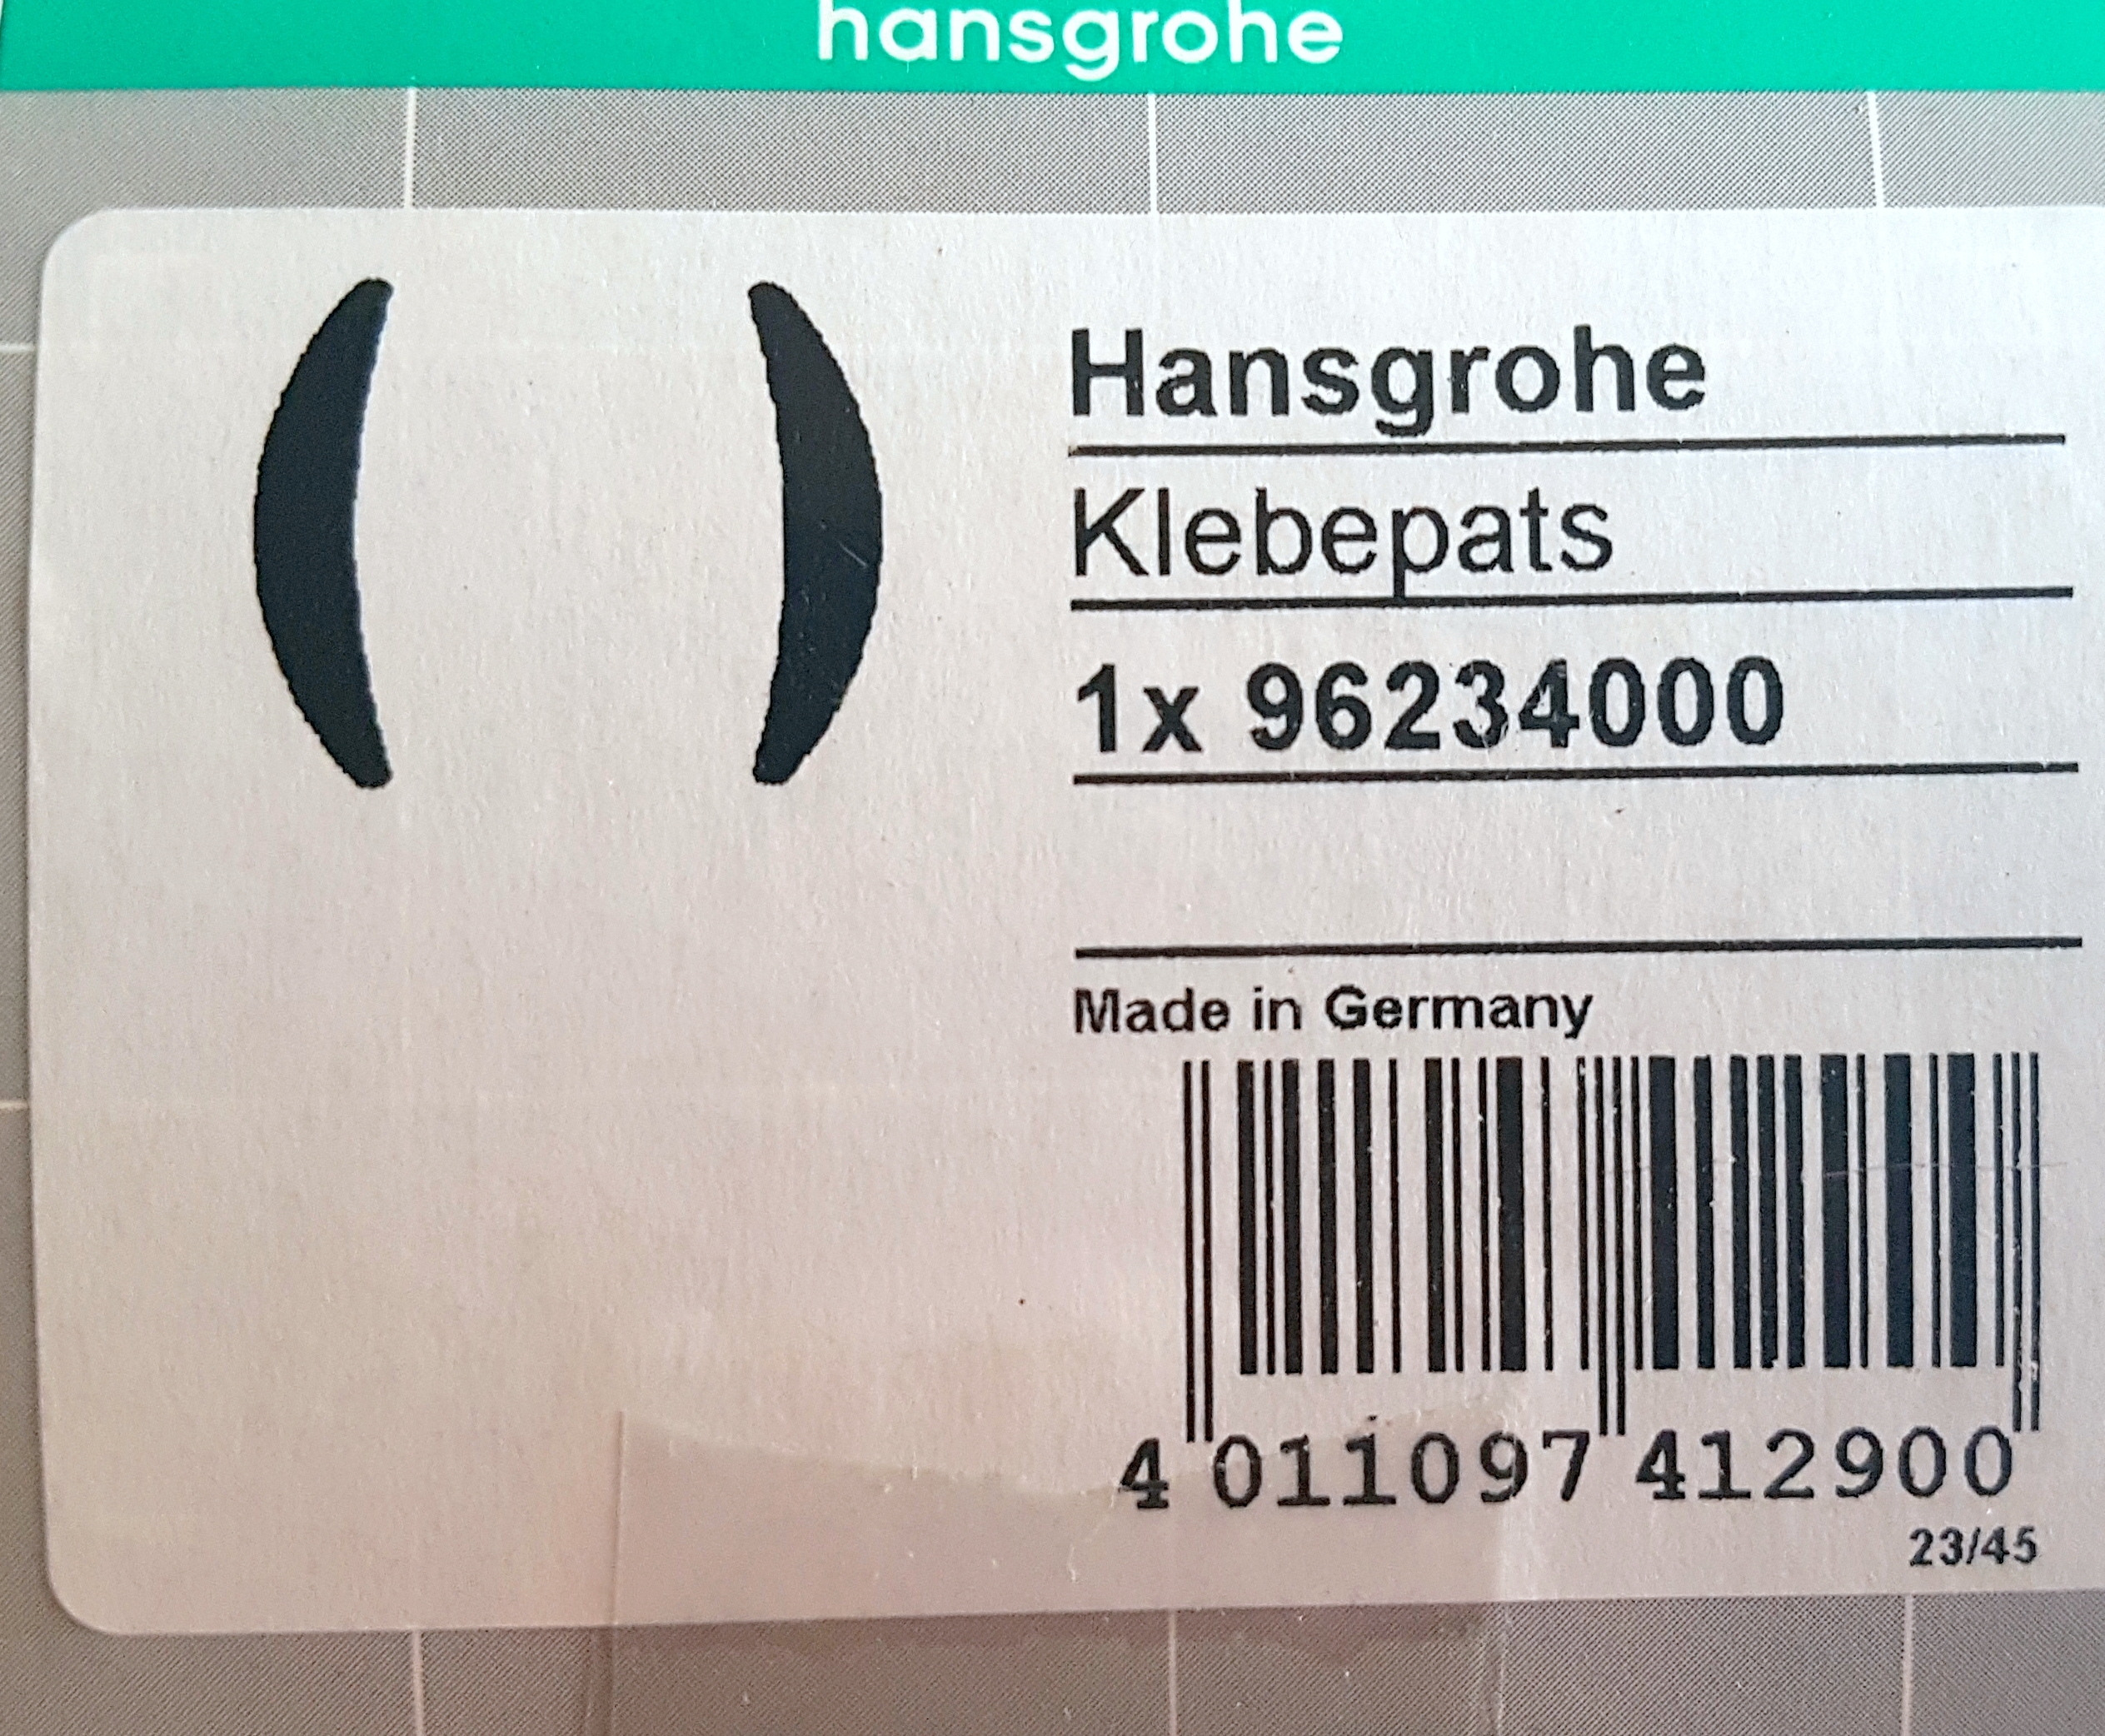 hansgrohe
Hansgrohe
Klebepats
1x 96234000
Made in Germany
4 011097 412900
23/45